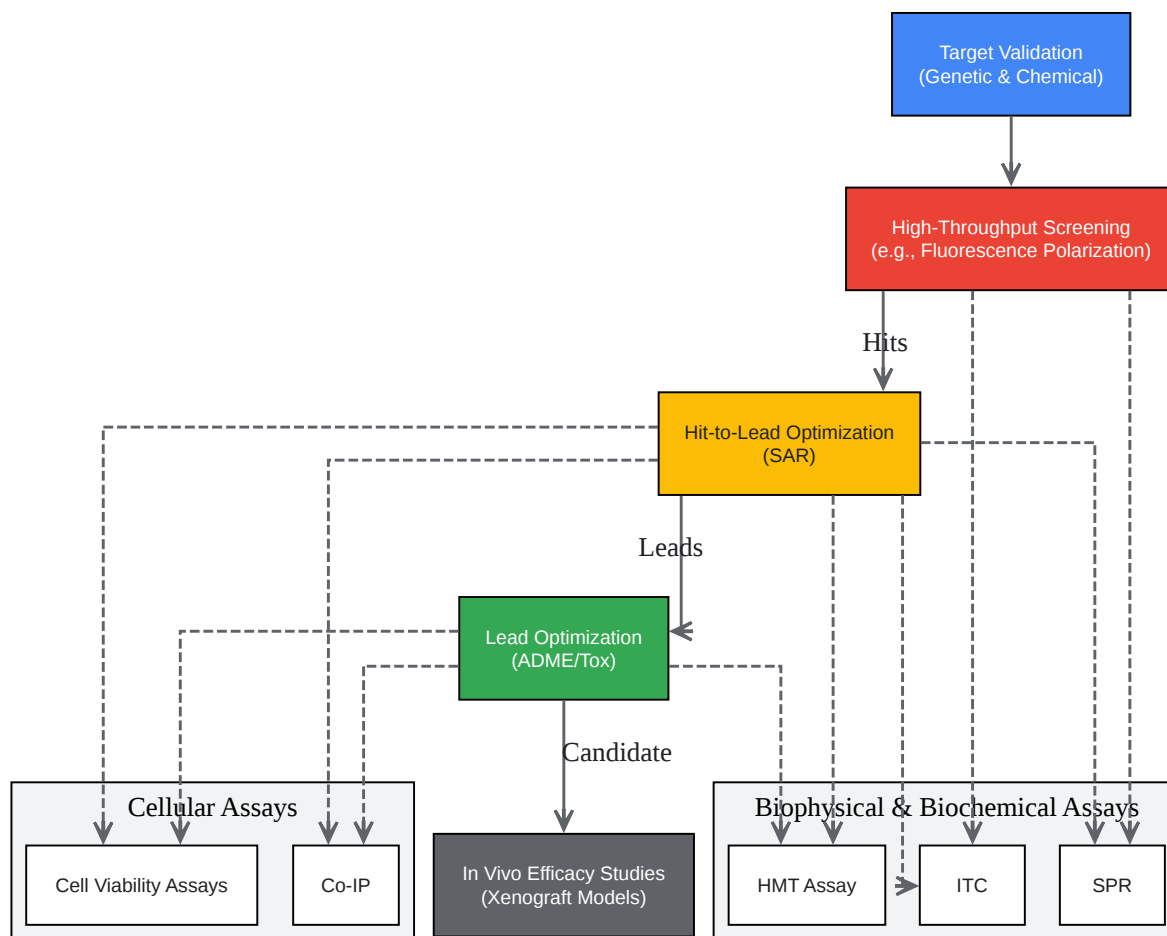 Target Validation
(Genetic & Chemical)
High-Throughput Screening
(e.g., Fluorescence Polarization)
Hits
Hit-to-Lead Optimization
(SAR)
Leads
Lead Optimization
(ADME/Tox)
Candidate
Cellular Assays
Biophysical & Biochemical Assays
Cell Viability Assays
Co-IP
In Vivo Efficacy Studies
(Xenograft Models)
HMT Assay
ITC
SPR